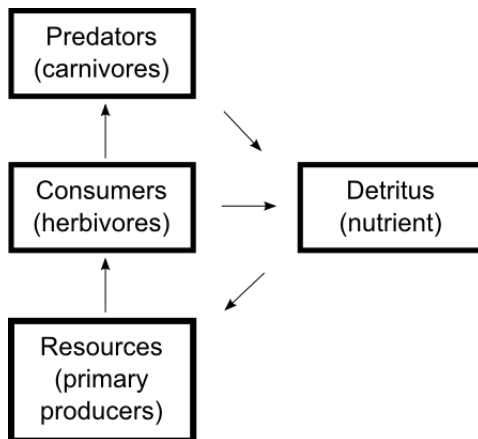 Predators
(carnivores)
Consumers
(herbivores)
Detritus
(nutrient)
Resources
(primary
producers)